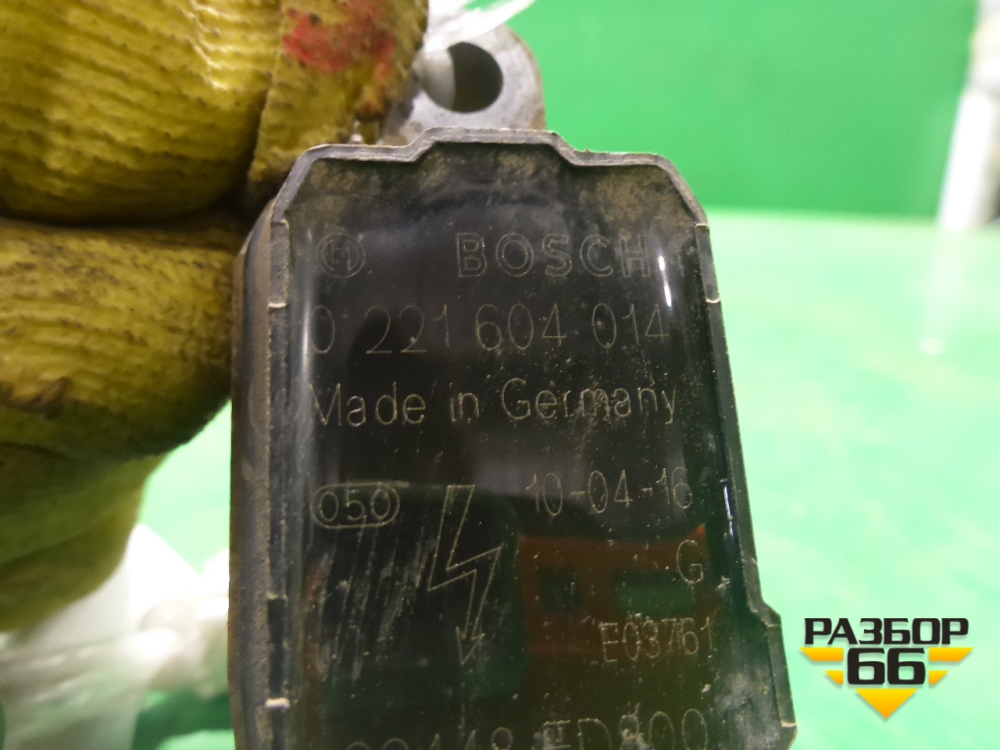 BOSCH
0 221 604 014
Made in Germany
050
10-04-16
G
E03761
РАЗБОР
66